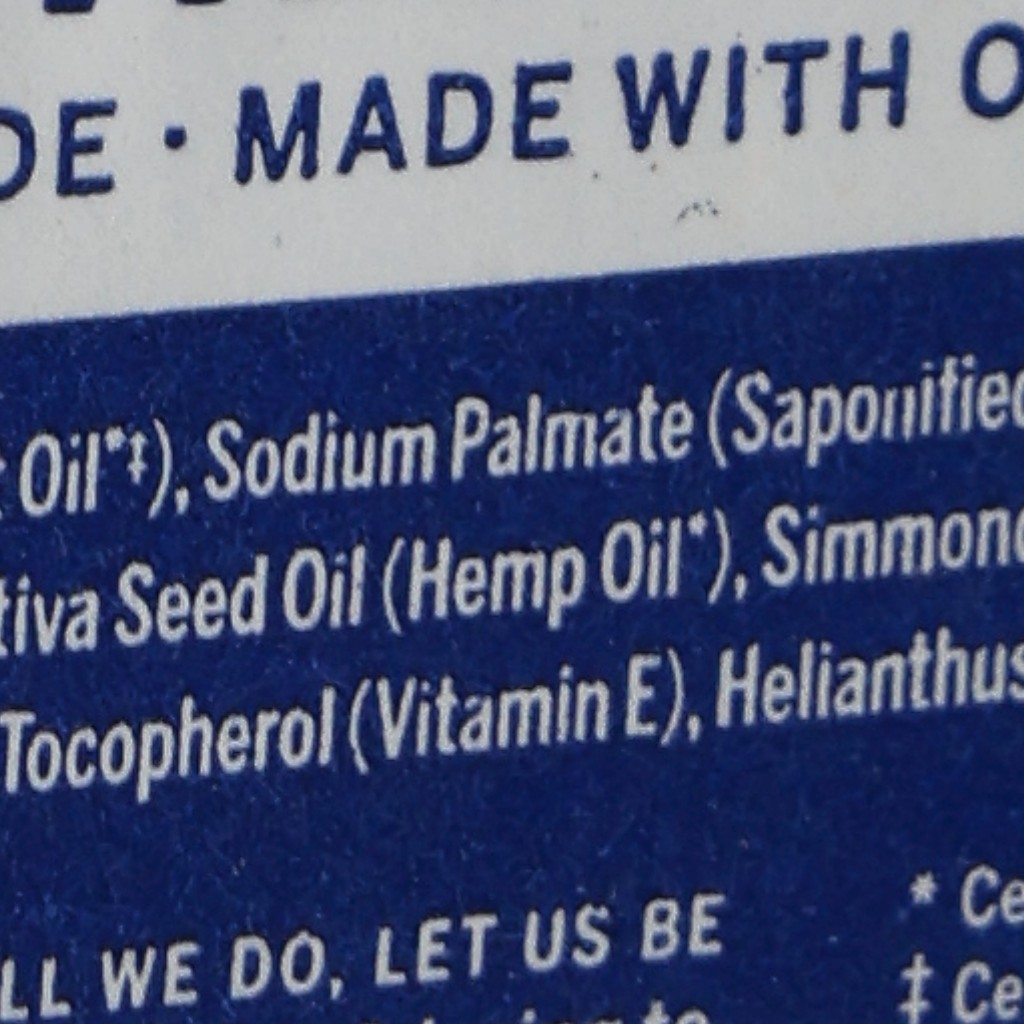 DE · MADE WITH O
Oil*‡), Sodium Palmate (Saponified
tiva Seed Oil (Hemp Oil*), Simmond
Tocopherol (Vitamin E), Helianthus
LL WE DO, LET US BE
* Ce
‡ Ce
to